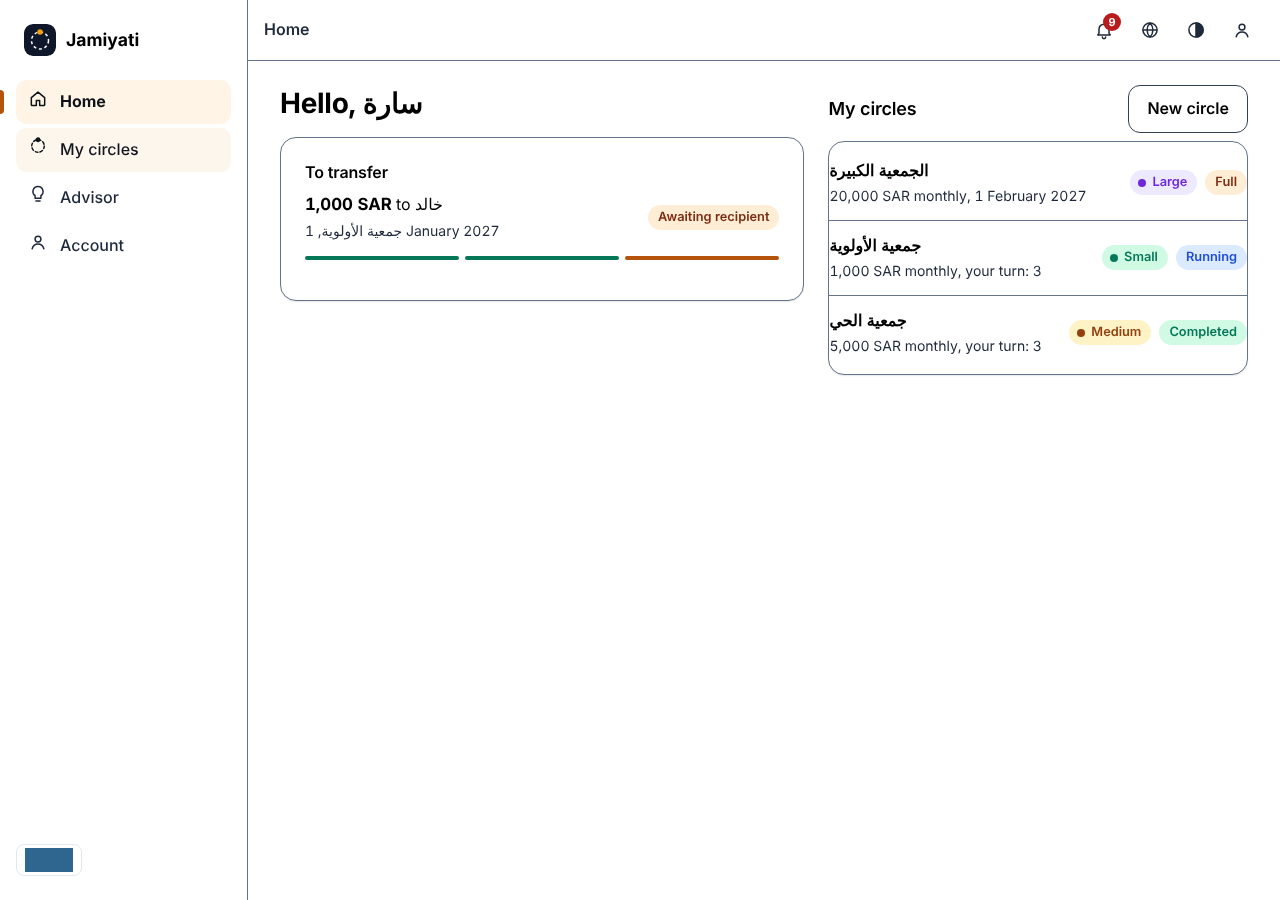 Jamiyati
Home
My circles
Advisor
Account
Home
9
Hello, سارة
To transfer
1,000 SAR to خالد
جمعية الأولوية, 1 January 2027
Awaiting recipient
My circles
New circle
الجمعية الكبيرة
20,000 SAR monthly, 1 February 2027
Large
Full
جمعية الأولوية
1,000 SAR monthly, your turn: 3
Small
Running
جمعية الحي
5,000 SAR monthly, your turn: 3
Medium
Completed